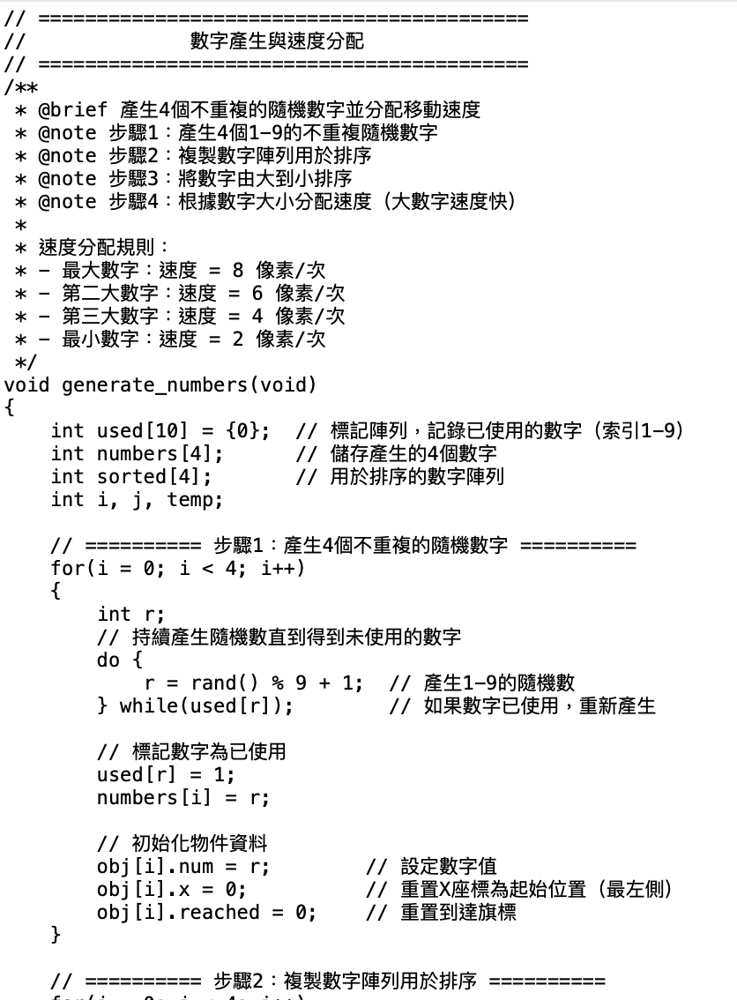 // ==========================================
//              數字產生與速度分配
// ==========================================
/**
 * @brief 產生4個不重複的隨機數字並分配移動速度
 * @note 步驟1：產生4個1-9的不重複隨機數字
 * @note 步驟2：複製數字陣列用於排序
 * @note 步驟3：將數字由大到小排序
 * @note 步驟4：根據數字大小分配速度（大數字速度快）
 *
 * 速度分配規則：
 * - 最大數字：速度 = 8 像素/次
 * - 第二大數字：速度 = 6 像素/次
 * - 第三大數字：速度 = 4 像素/次
 * - 最小數字：速度 = 2 像素/次
 */
void generate_numbers(void)
{
    int used[10] = {0};  // 標記陣列，記錄已使用的數字（索引1-9）
    int numbers[4];      // 儲存產生的4個數字
    int sorted[4];       // 用於排序的數字陣列
    int i, j, temp;

    // ========== 步驟1：產生4個不重複的隨機數字 ==========
    for(i = 0; i < 4; i++)
    {
        int r;
        // 持續產生隨機數直到得到未使用的數字
        do {
            r = rand() % 9 + 1;  // 產生1-9的隨機數
        } while(used[r]);        // 如果數字已使用，重新產生

        // 標記數字為已使用
        used[r] = 1;
        numbers[i] = r;

        // 初始化物件資料
        obj[i].num = r;        // 設定數字值
        obj[i].x = 0;          // 重置X座標為起始位置（最左側）
        obj[i].reached = 0;    // 重置到達旗標
    }

    // ========== 步驟2：複製數字陣列用於排序 ==========